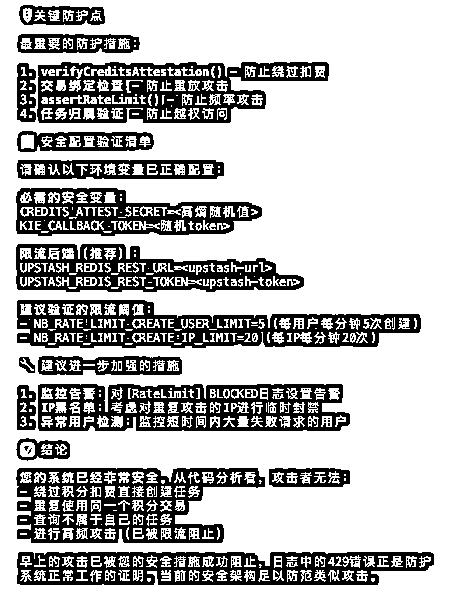 关键防护点
最重要的防护措施：
1. verifyCreditsAttestation() - 防止绕过扣费
2. 交易绑定检查 - 防止重放攻击
3. assertRateLimit() - 防止频率攻击
4. 任务归属验证 - 防止越权访问
安全配置验证清单
请确认以下环境变量已正确配置：
必需的安全变量：
CREDITS_ATTEST_SECRET=<高熵随机值>
KIE_CALLBACK_TOKEN=<随机token>
限流后端（推荐）：
UPSTASH_REDIS_REST_URL=<upstash-url>
UPSTASH_REDIS_REST_TOKEN=<upstash-token>
建议验证的限流阈值：
- NB_RATE_LIMIT_CREATE_USER_LIMIT=5（每用户每分钟5次创建）
- NB_RATE_LIMIT_CREATE_IP_LIMIT=20（每IP每分钟20次）
建议进一步加强的措施
1. 监控告警：对[RateLimit] BLOCKED日志设置告警
2. IP黑名单：考虑对重复攻击的IP进行临时封禁
3. 异常用户检测：监控短时间内大量失败请求的用户
结论
您的系统已经非常安全。从代码分析看，攻击者无法：
- 绕过积分扣费直接创建任务
- 重复使用同一个积分交易
- 查询不属于自己的任务
- 进行高频攻击（已被限流阻止）
早上的攻击已被您的安全措施成功阻止，日志中的429错误正是防护
系统正常工作的证明。当前的安全架构足以防范类似攻击。